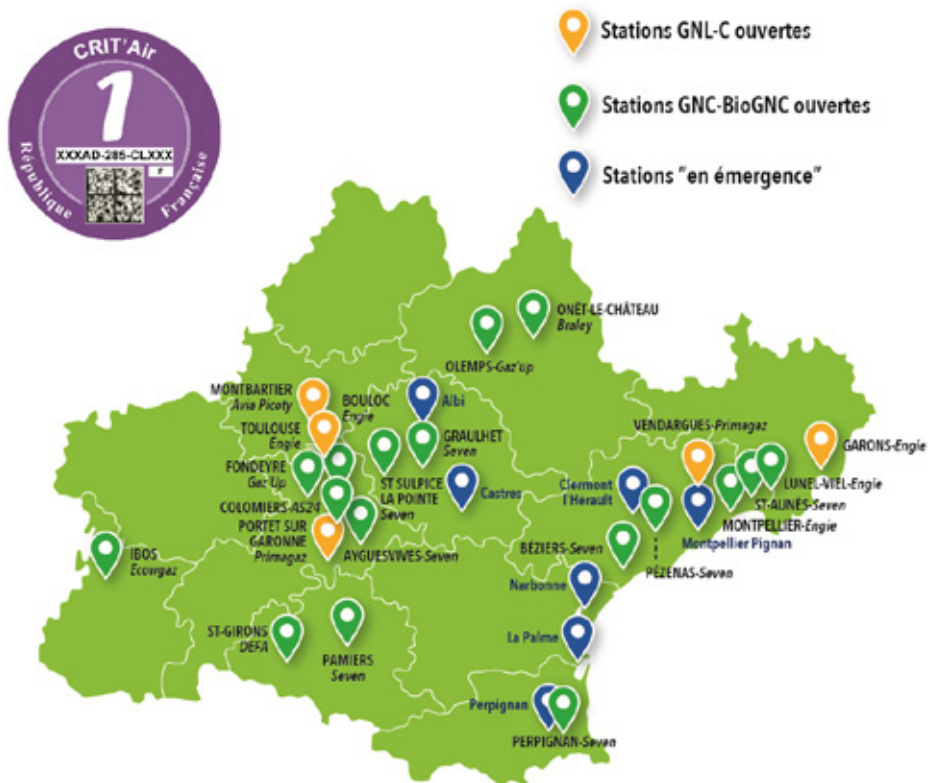 CRIT'Air
1
XXXAD-285-CLXXX
République Française
Stations GNL-C ouvertes
Stations GNC-BioGNC ouvertes
Stations "en émergence"
ONÊT-LE-CHÂTEAU
Braley
OLEMPS-Gaz'up
MONTBARTIER
Avia Picoty
BOULOC
Engie
Albi
TOULOUSE
Engie
GRAULHET
Seven
VENDARGUES-Primagaz
GARONS-Engie
FONDEYRE
Gaz Up
ST SULPICE
LA POINTE
Seven
Castres
Clermont
l'Herault
LUNEL-VIEL-Engie
ST-AUNÈS-Seven
COLOMIERS-AS24
MONTPELLIER-Engie
PORTET SUR
GARONNE
Primagaz
AYGUESVIVES-Seven
BÉZIERS-Seven
Montpellier Pignan
IBOS
Ecowgaz
PÉZENAS-Seven
Narbonne
ST-GIRONS
DEFA
La Palme
PAMIERS
Seven
Perpignan
PERPIGNAN-Seven